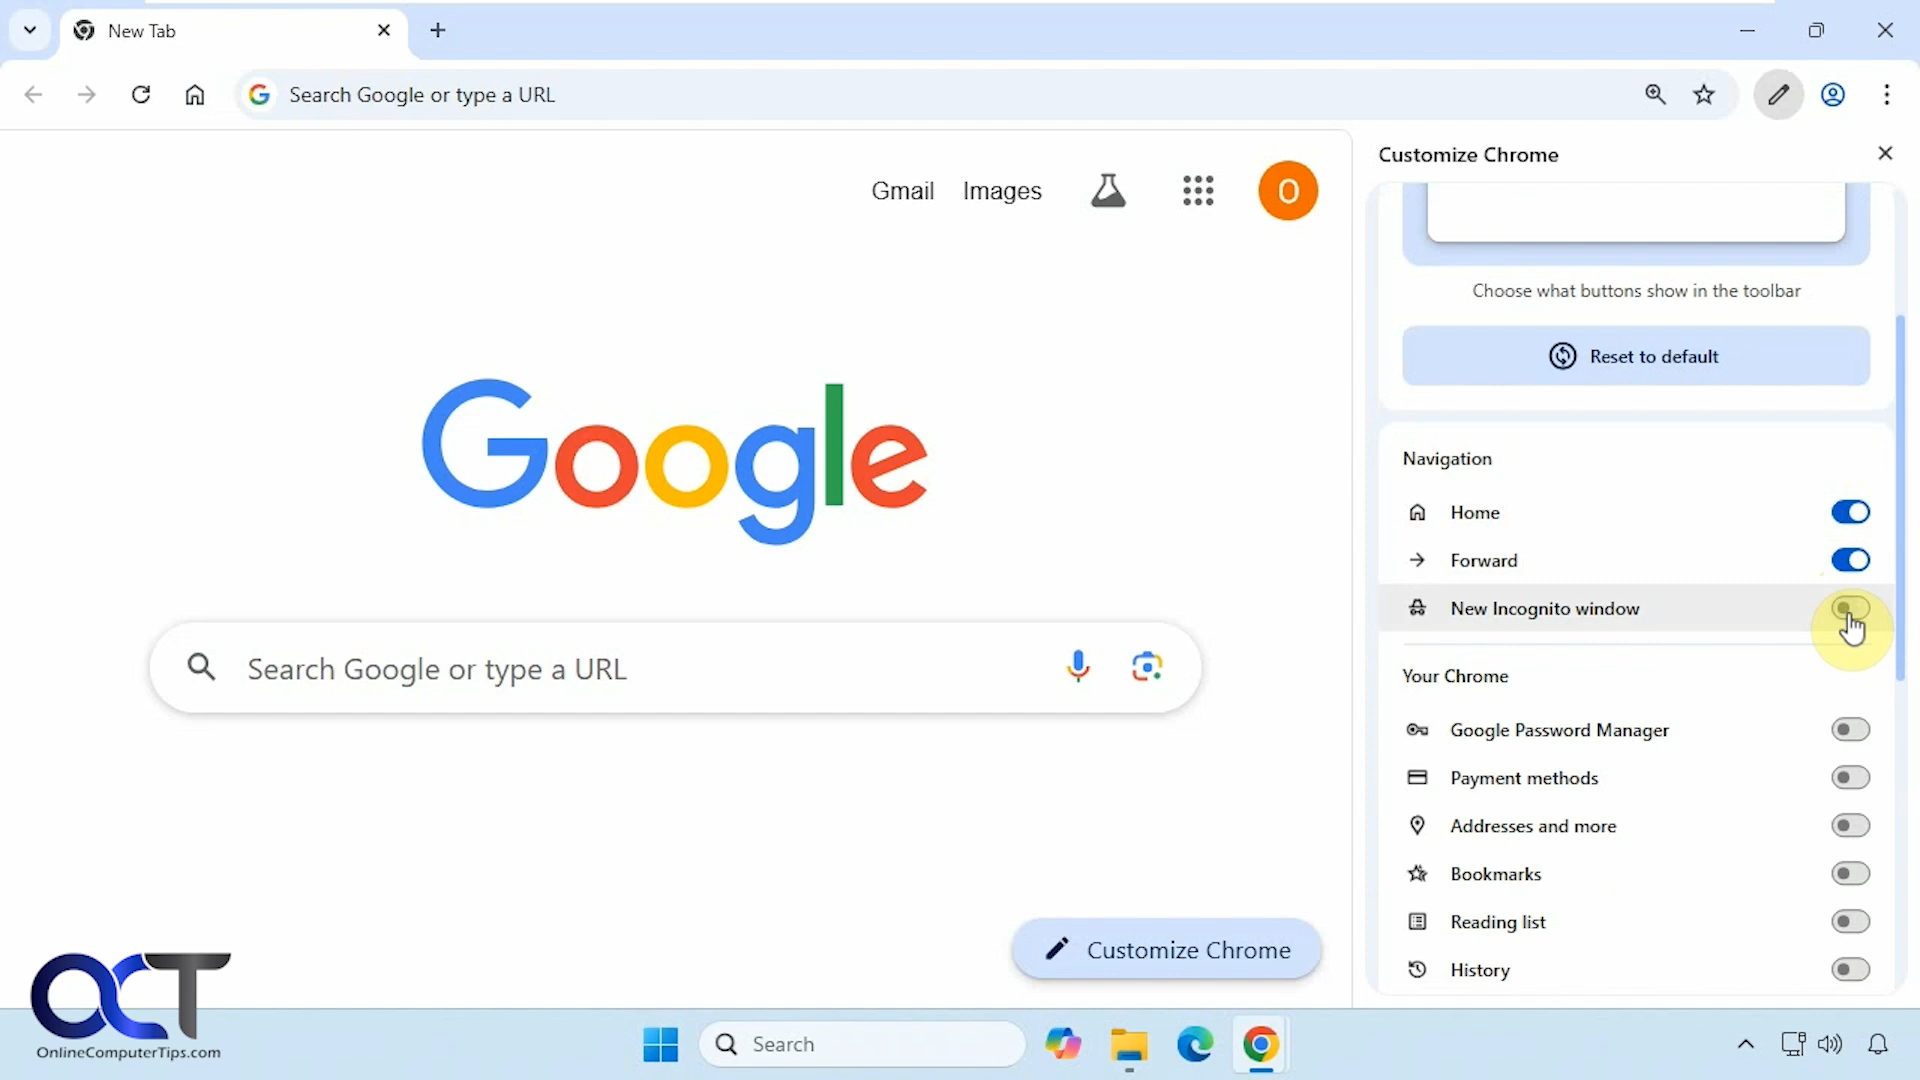 New Tab
Search Google or type a URL
Gmail Images
O
Google
Search Google or type a URL
Customize Chrome
Customize Chrome
Choose what buttons show in the toolbar
Reset to default
Navigation
Home
Forward
New Incognito window
Your Chrome
Google Password Manager
Payment methods
Addresses and more
Bookmarks
Reading list
History
OCT
OnlineComputerTips.com
Search